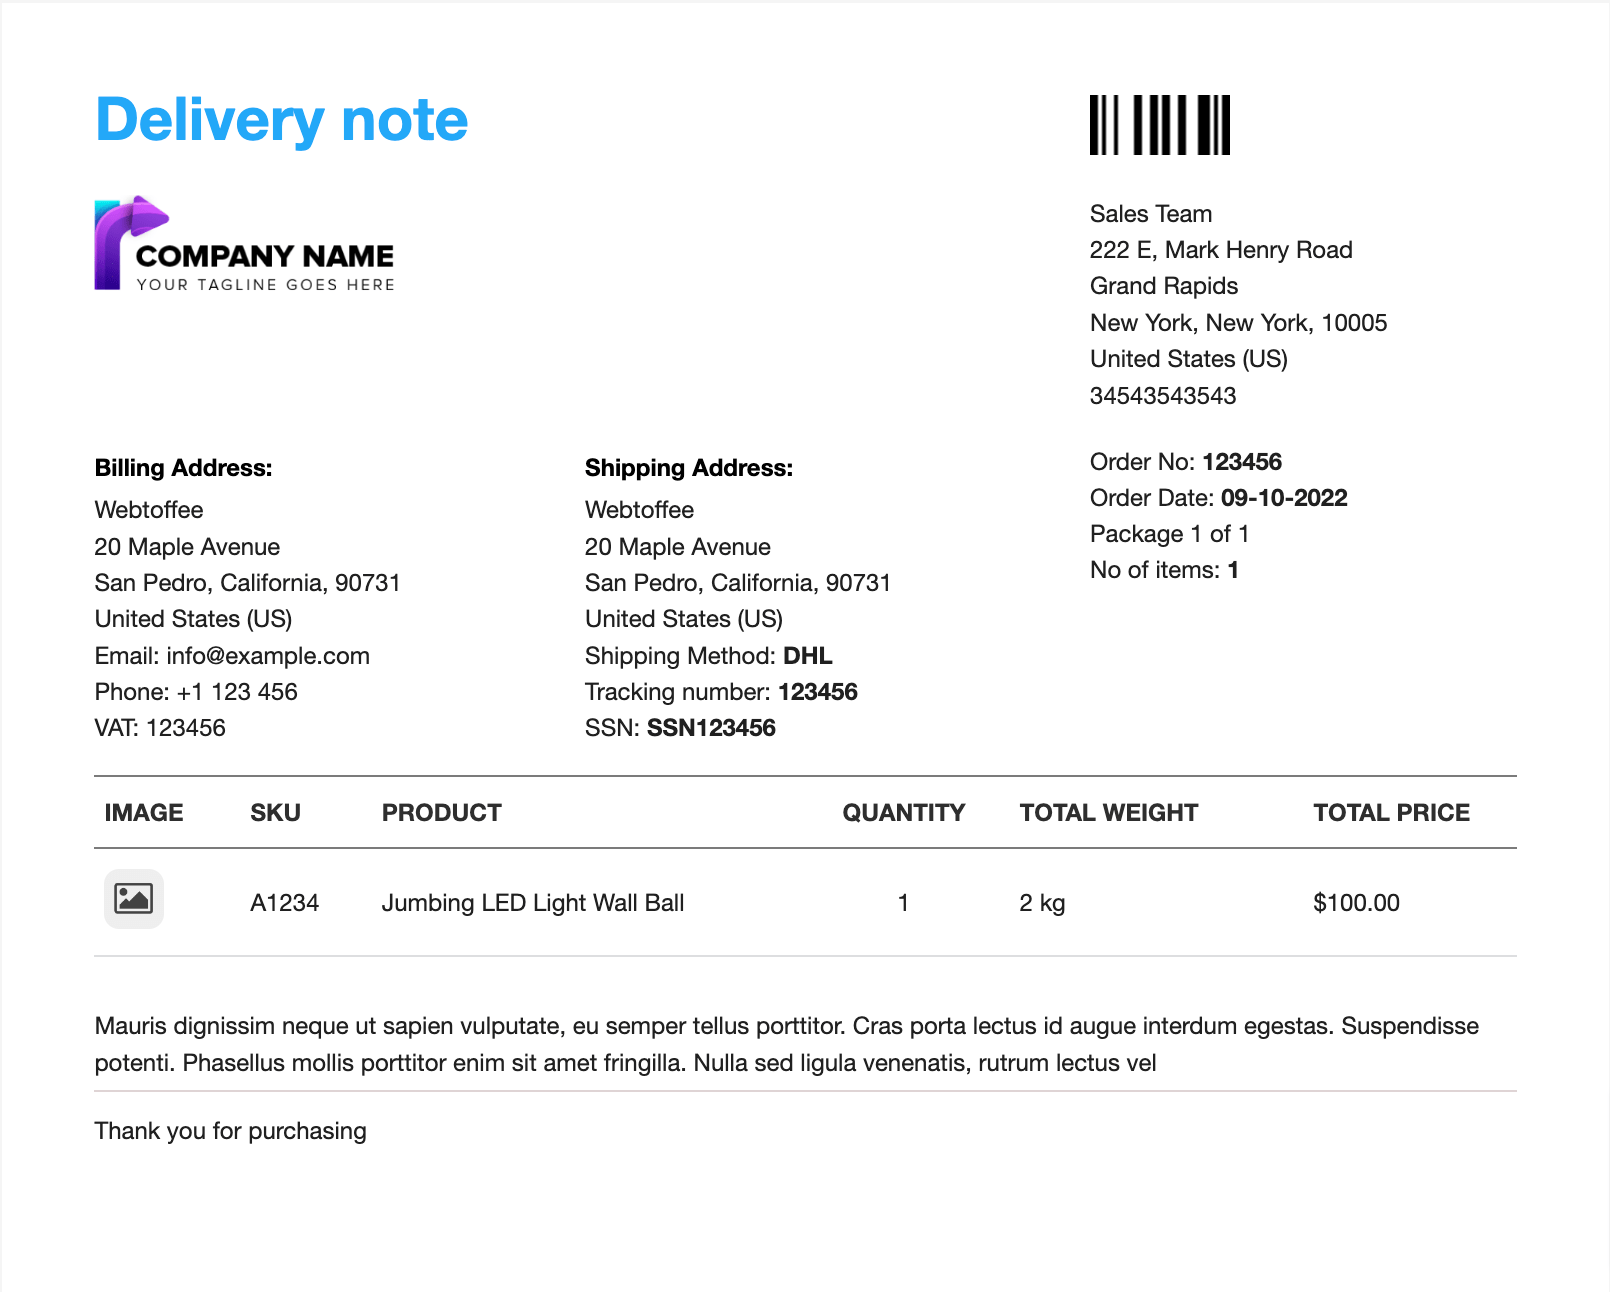 Delivery note
COMPANY NAME
YOUR TAGLINE GOES HERE
Sales Team
222 E, Mark Henry Road
Grand Rapids
New York, New York, 10005
United States (US)
34543543543
Order No: 123456
Order Date: 09-10-2022
Package 1 of 1
No of items: 1
Billing Address:
Webtoffee
20 Maple Avenue
San Pedro, California, 90731
United States (US)
Email: info@example.com
Phone: +1 123 456
VAT: 123456
Shipping Address:
Webtoffee
20 Maple Avenue
San Pedro, California, 90731
United States (US)
Shipping Method: DHL
Tracking number: 123456
SSN: SSN123456
IMAGE SKU PRODUCT QUANTITY TOTAL WEIGHT TOTAL PRICE
A1234 Jumbing LED Light Wall Ball 1 2 kg $100.00
Mauris dignissim neque ut sapien vulputate, eu semper tellus porttitor. Cras porta lectus id augue interdum egestas. Suspendisse
potenti. Phasellus mollis porttitor enim sit amet fringilla. Nulla sed ligula venenatis, rutrum lectus vel
Thank you for purchasing